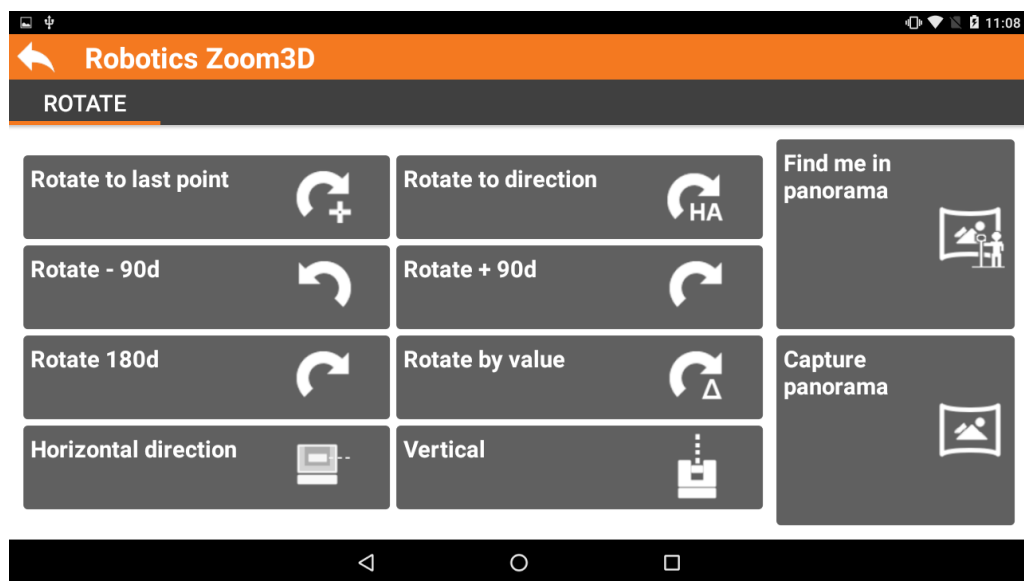 11:08
Robotics Zoom3D
ROTATE
Rotate to last point
Rotate to direction
HA
Find me in
panorama
Rotate - 90d
Rotate + 90d
Rotate 180d
Rotate by value
Δ
Capture
panorama
Horizontal direction
Vertical